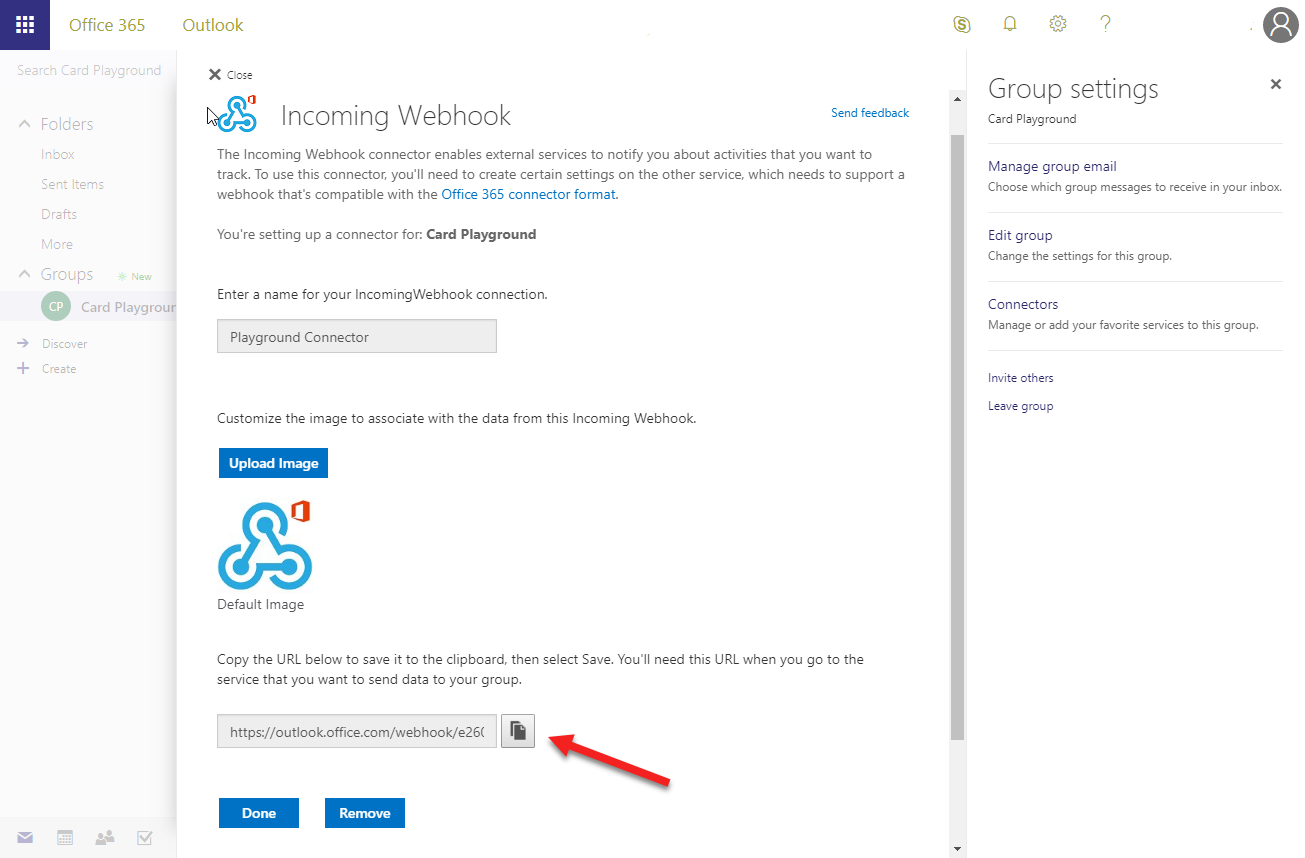 Office 365
Outlook
Search Card Playground
Folders
Inbox
Sent Items
Drafts
More
Groups
New
CP
Card Playgroun
Discover
Create
Close
Incoming Webhook
Send feedback
The Incoming Webhook connector enables external services to notify you about activities that you want to
track. To use this connector, you'll need to create certain settings on the other service, which needs to support a
webhook that's compatible with the Office 365 connector format.
You're setting up a connector for: Card Playground
Enter a name for your IncomingWebhook connection.
Playground Connector
Customize the image to associate with the data from this Incoming Webhook.
Upload Image
Default Image
Copy the URL below to save it to the clipboard, then select Save. You'll need this URL when you go to the
service that you want to send data to your group.
https://outlook.office.com/webhook/e260
Done
Remove
Group settings
Card Playground
Manage group email
Choose which group messages to receive in your inbox.
Edit group
Change the settings for this group.
Connectors
Manage or add your favorite services to this group.
Invite others
Leave group